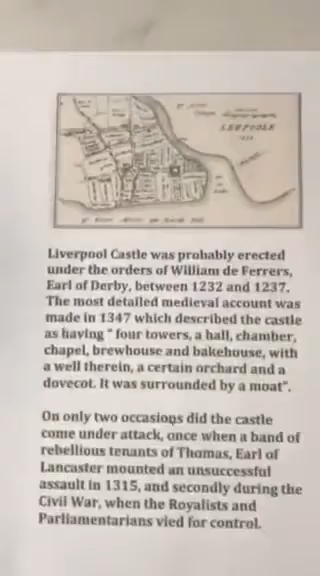 LERPOOLE
Liverpool Castle was probably erected
under the orders of William de Ferrers,
Earl of Derby, between 1232 and 1237.
The most detailed medieval account was
made in 1347 which described the castle
as having " four towers, a hall, chamber,
chapel, brewhouse and bakehouse, with
a well therein, a certain orchard and a
dovecot. It was surrounded by a moat".
On only two occasions did the castle
come under attack, once when a band of
rebellious tenants of Thomas, Earl of
Lancaster mounted an unsuccessful
assault in 1315, and secondly during the
Civil War, when the Royalists and
Parliamentarians vied for control.